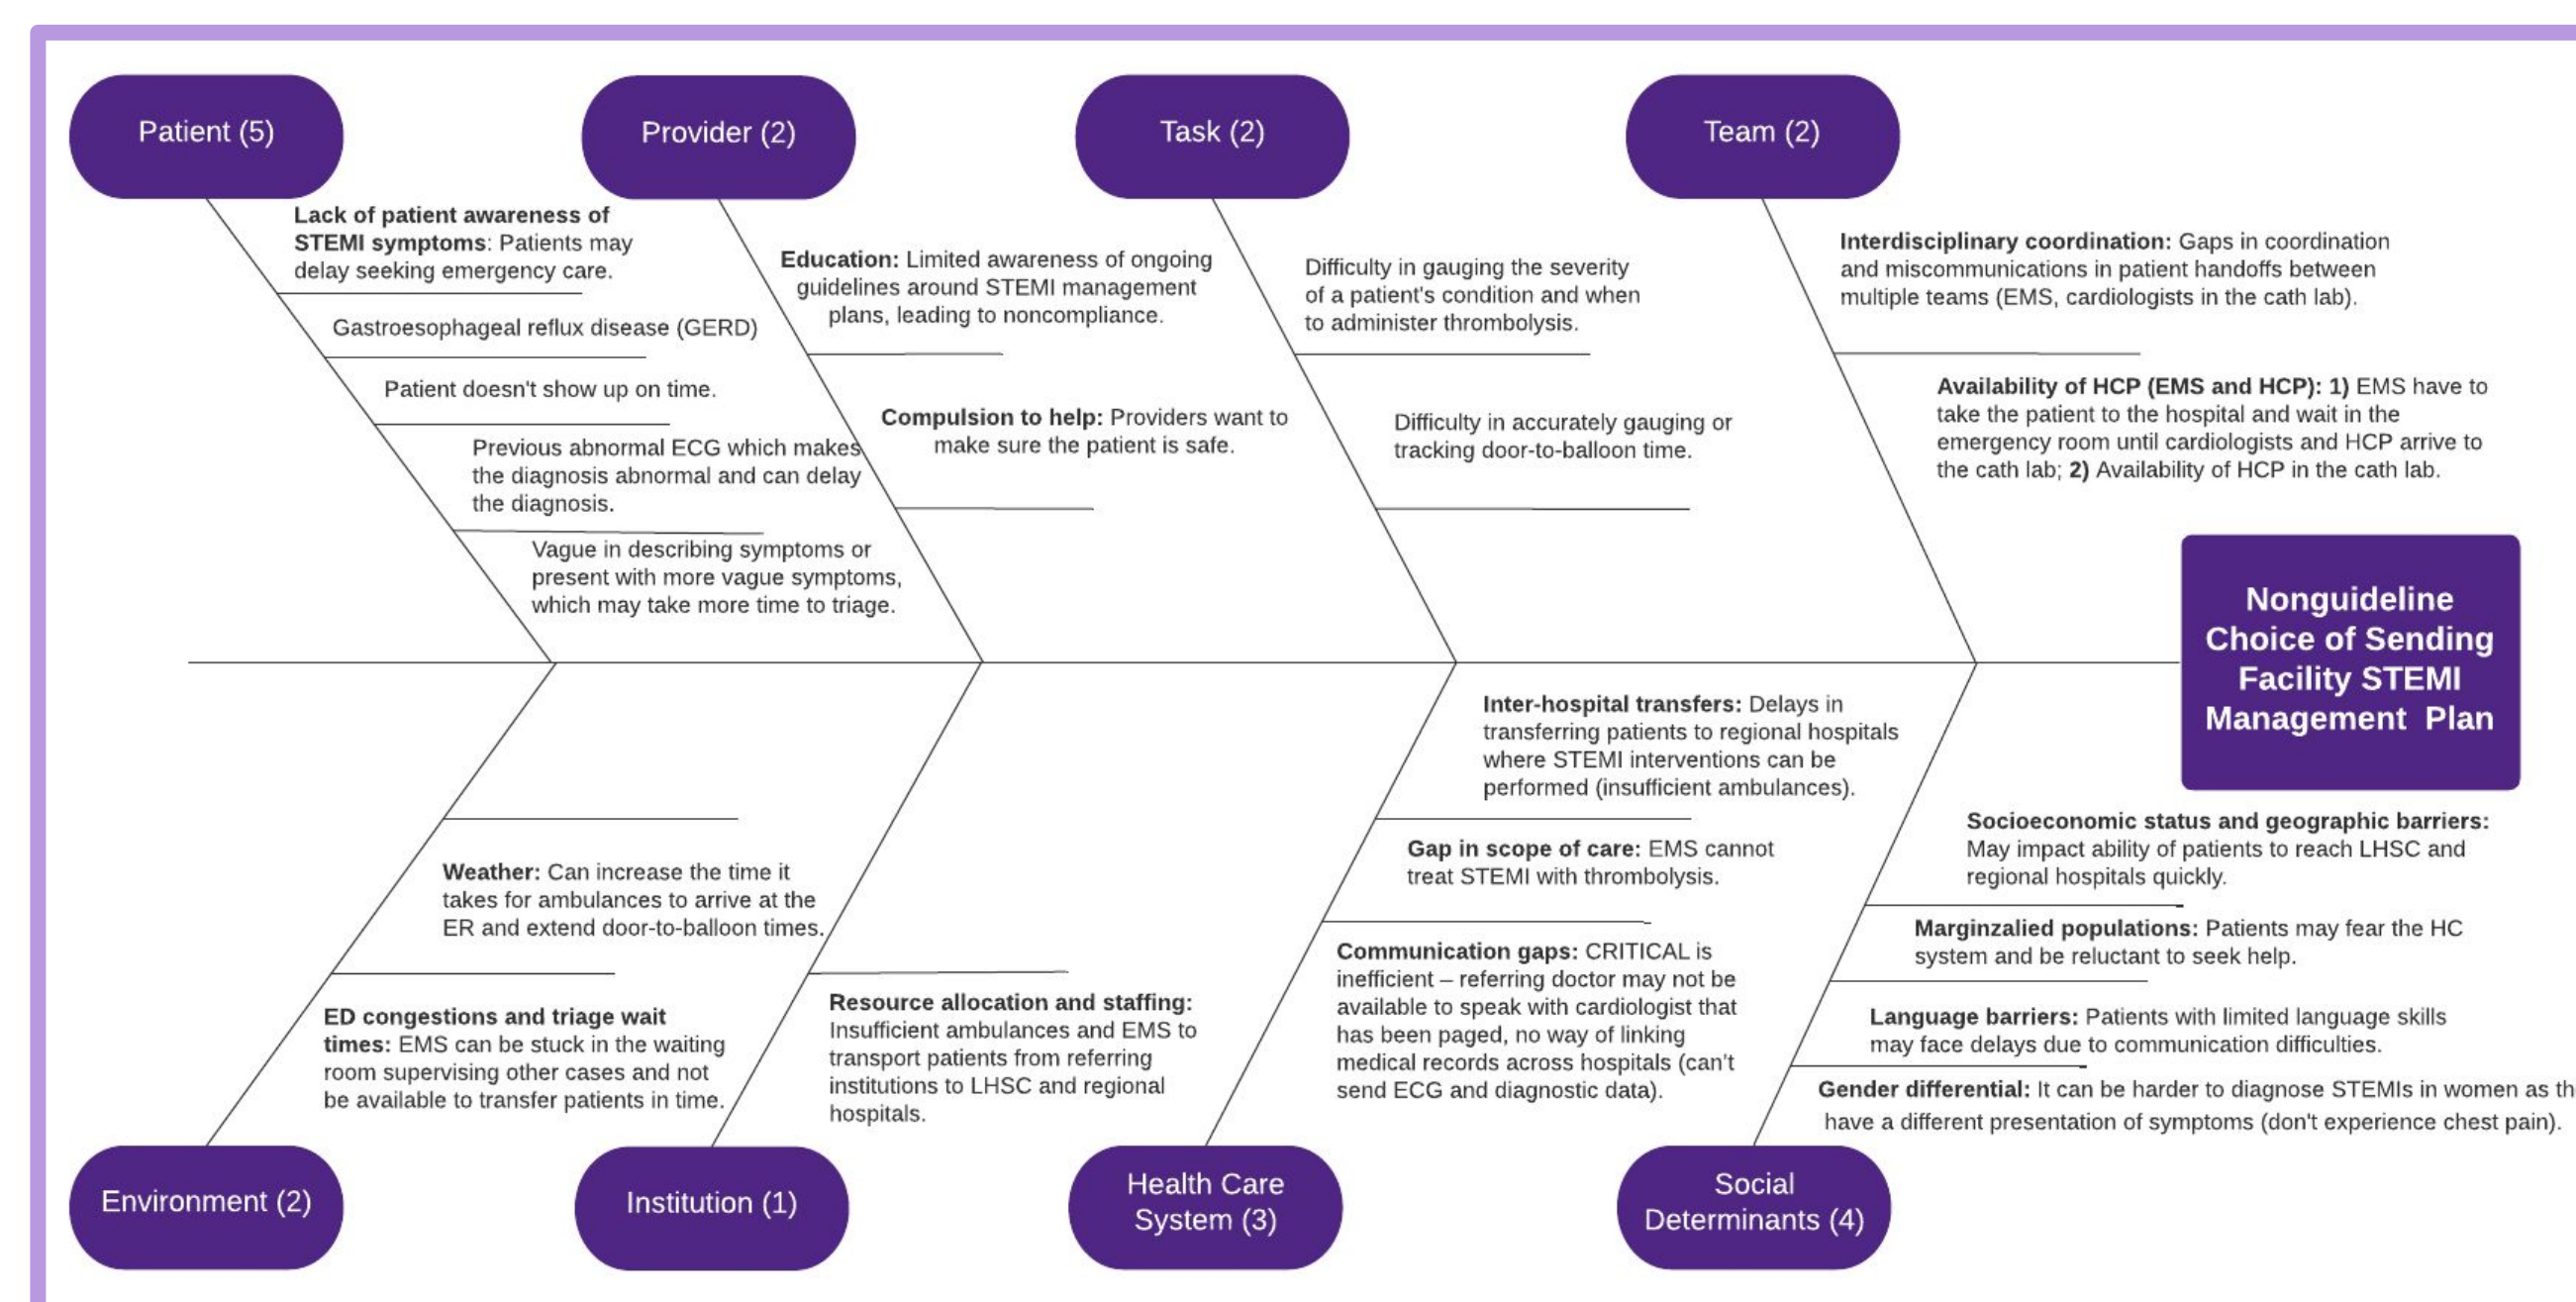 Patient (5)
Provider (2)
Task (2)
Team (2)
Lack of patient awareness of
STEMI symptoms: Patients may
delay seeking emergency care.
Gastroesophageal reflux disease (GERD)
Patient doesn't show up on time.
Previous abnormal ECG which makes
the diagnosis abnormal and can delay
the diagnosis.
Vague in describing symptoms or
present with more vague symptoms,
which may take more time to triage.
Education: Limited awareness of ongoing
guidelines around STEMI management
plans, leading to noncompliance.
Compulsion to help: Providers want to
make sure the patient is safe.
Difficulty in gauging the severity
of a patient's condition and when
to administer thrombolysis.
Difficulty in accurately gauging or
tracking door-to-balloon time.
Interdisciplinary coordination: Gaps in coordination
and miscommunications in patient handoffs between
multiple teams (EMS, cardiologists in the cath lab).
Availability of HCP (EMS and HCP): 1) EMS have to
take the patient to the hospital and wait in the
emergency room until cardiologists and HCP arrive to
the cath lab; 2) Availability of HCP in the cath lab.
Nonguideline
Choice of Sending
Facility STEMI
Management Plan
Weather: Can increase the time it
takes for ambulances to arrive at the
ER and extend door-to-balloon times.
ED congestions and triage wait
times: EMS can be stuck in the waiting
room supervising other cases and not
be available to transfer patients in time.
Resource allocation and staffing:
Insufficient ambulances and EMS to
transport patients from referring
institutions to LHSC and regional
hospitals.
Inter-hospital transfers: Delays in
transferring patients to regional hospitals
where STEMI interventions can be
performed (insufficient ambulances).
Gap in scope of care: EMS cannot
treat STEMI with thrombolysis.
Communication gaps: CRITICAL is
inefficient – referring doctor may not be
available to speak with cardiologist that
has been paged, no way of linking
medical records across hospitals (can't
send ECG and diagnostic data).
Socioeconomic status and geographic barriers:
May impact ability of patients to reach LHSC and
regional hospitals quickly.
Marginzalied populations: Patients may fear the HC
system and be reluctant to seek help.
Language barriers: Patients with limited language skills
may face delays due to communication difficulties.
Gender differential: It can be harder to diagnose STEMIs in women as th
have a different presentation of symptoms (don't experience chest pain).
Environment (2)
Institution (1)
Health Care
System (3)
Social
Determinants (4)